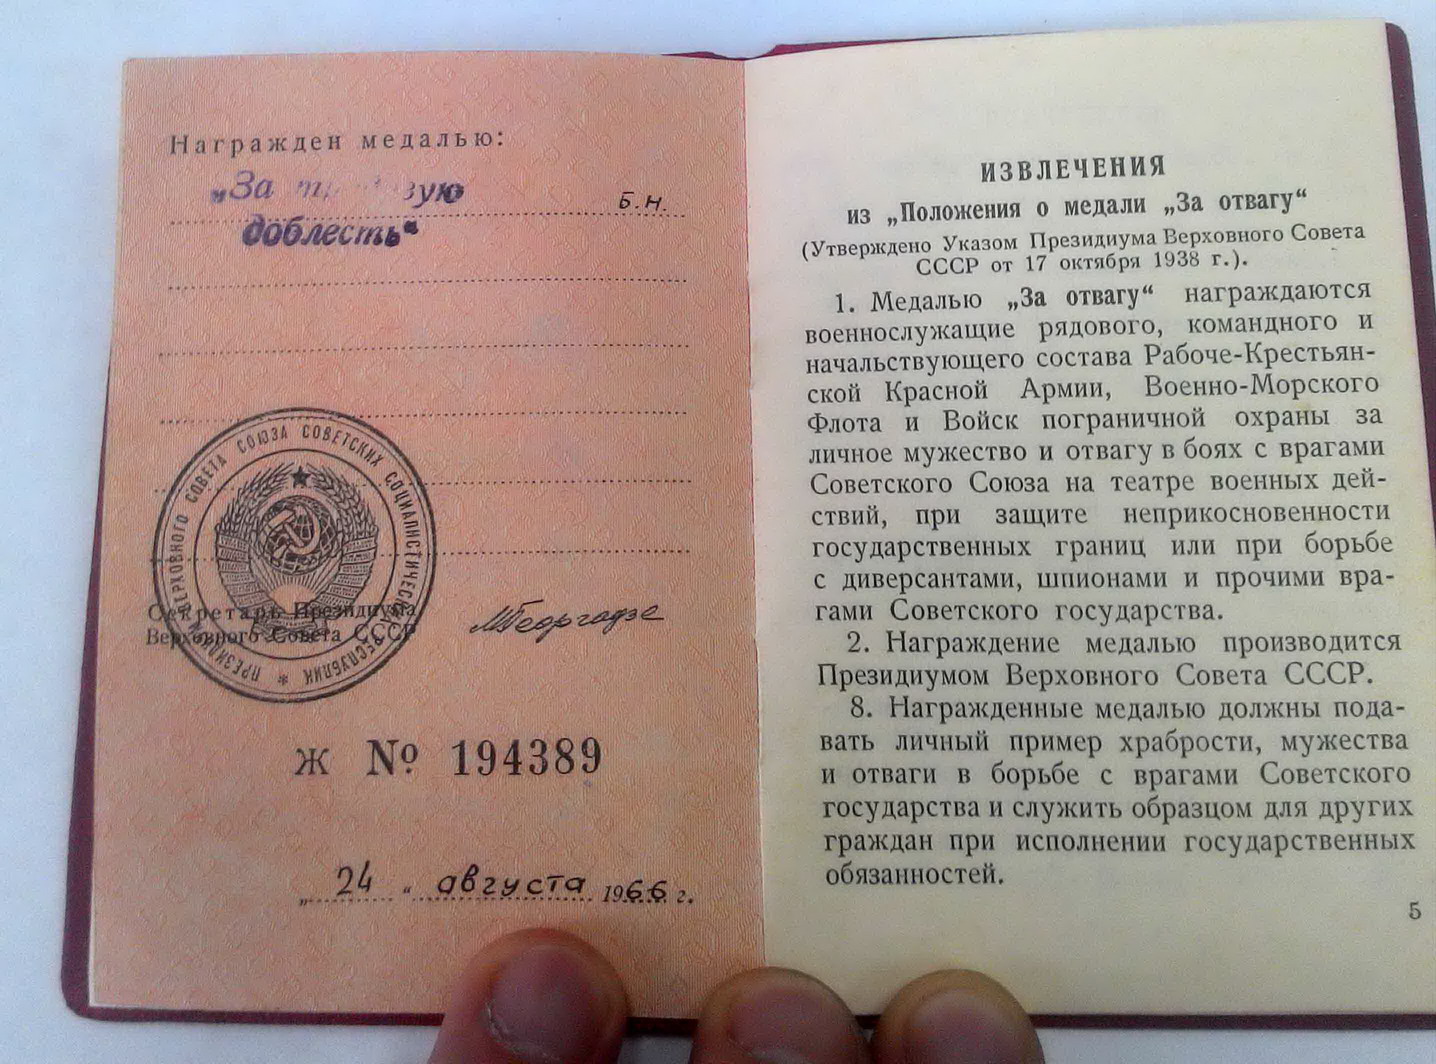 Награжден медалью:
„За трудовую Б.Н.
доблесть“
ПРЕЗИДИУМ ВЕРХОВНОГО СОВЕТА СОЮЗА СОВЕТСКИХ СОЦИАЛИСТИЧЕСКИХ РЕСПУБЛИК *
Секретарь Президиума
Верховного Совета СССР МГеоргадзе
Ж № 194389
„24“ августа 1966 г.
ИЗВЛЕЧЕНИЯ
из „Положения о медали „За отвагу“
(Утверждено Указом Президиума Верховного Совета
СССР от 17 октября 1938 г.).
1. Медалью „За отвагу“ награждаются
военнослужащие рядового, командного и
начальствующего состава Рабоче-Крестьян-
ской Красной Армии, Военно-Морского
Флота и Войск пограничной охраны за
личное мужество и отвагу в боях с врагами
Советского Союза на театре военных дей-
ствий, при защите неприкосновенности
государственных границ или при борьбе
с диверсантами, шпионами и прочими вра-
гами Советского государства.
2. Награждение медалью производится
Президиумом Верховного Совета СССР.
8. Награжденные медалью должны пода-
вать личный пример храбрости, мужества
и отваги в борьбе с врагами Советского
государства и служить образцом для других
граждан при исполнении государственных
обязанностей.
5